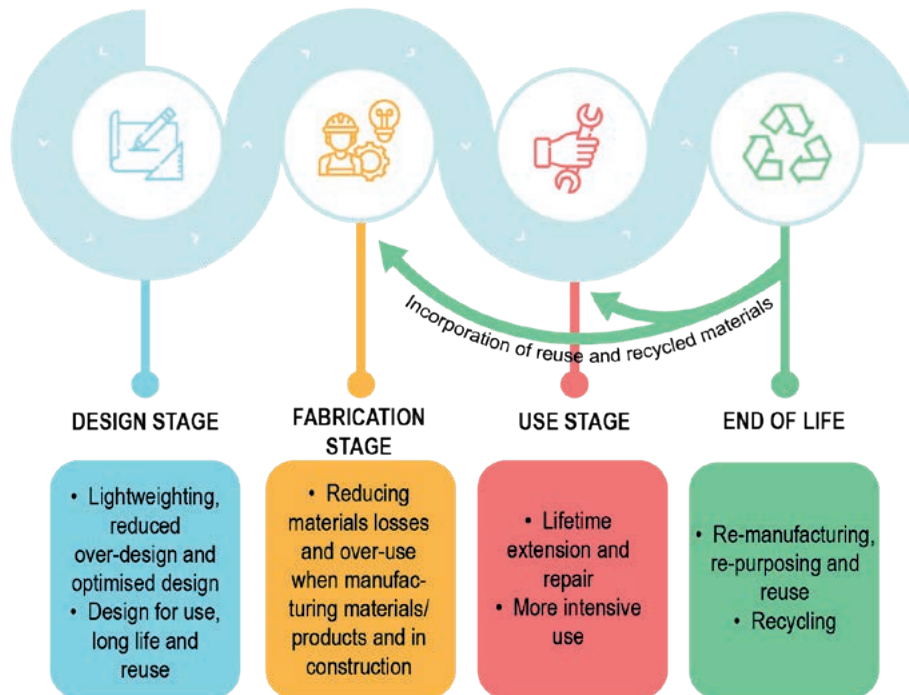 Incorporation of reuse and recycled materials
DESIGN STAGE
FABRICATION
STAGE
USE STAGE
END OF LIFE
• Lightweighting,
reduced
over-design and
optimised design
• Design for use,
long life and
reuse
• Reducing
materials losses
and over-use
when manufac-
turing materials/
products and in
construction
• Lifetime
extension and
repair
• More intensive
use
• Re-manufacturing,
re-purposing and
reuse
• Recycling